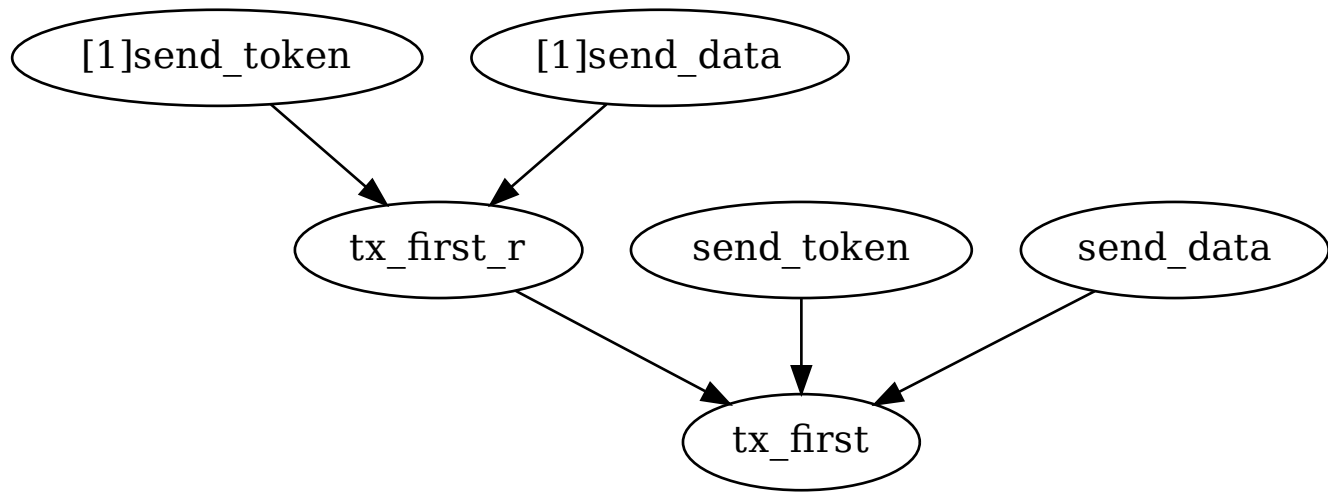 [1]send_token
[1]send_data
tx_first_r
send_token
send_data
tx_first